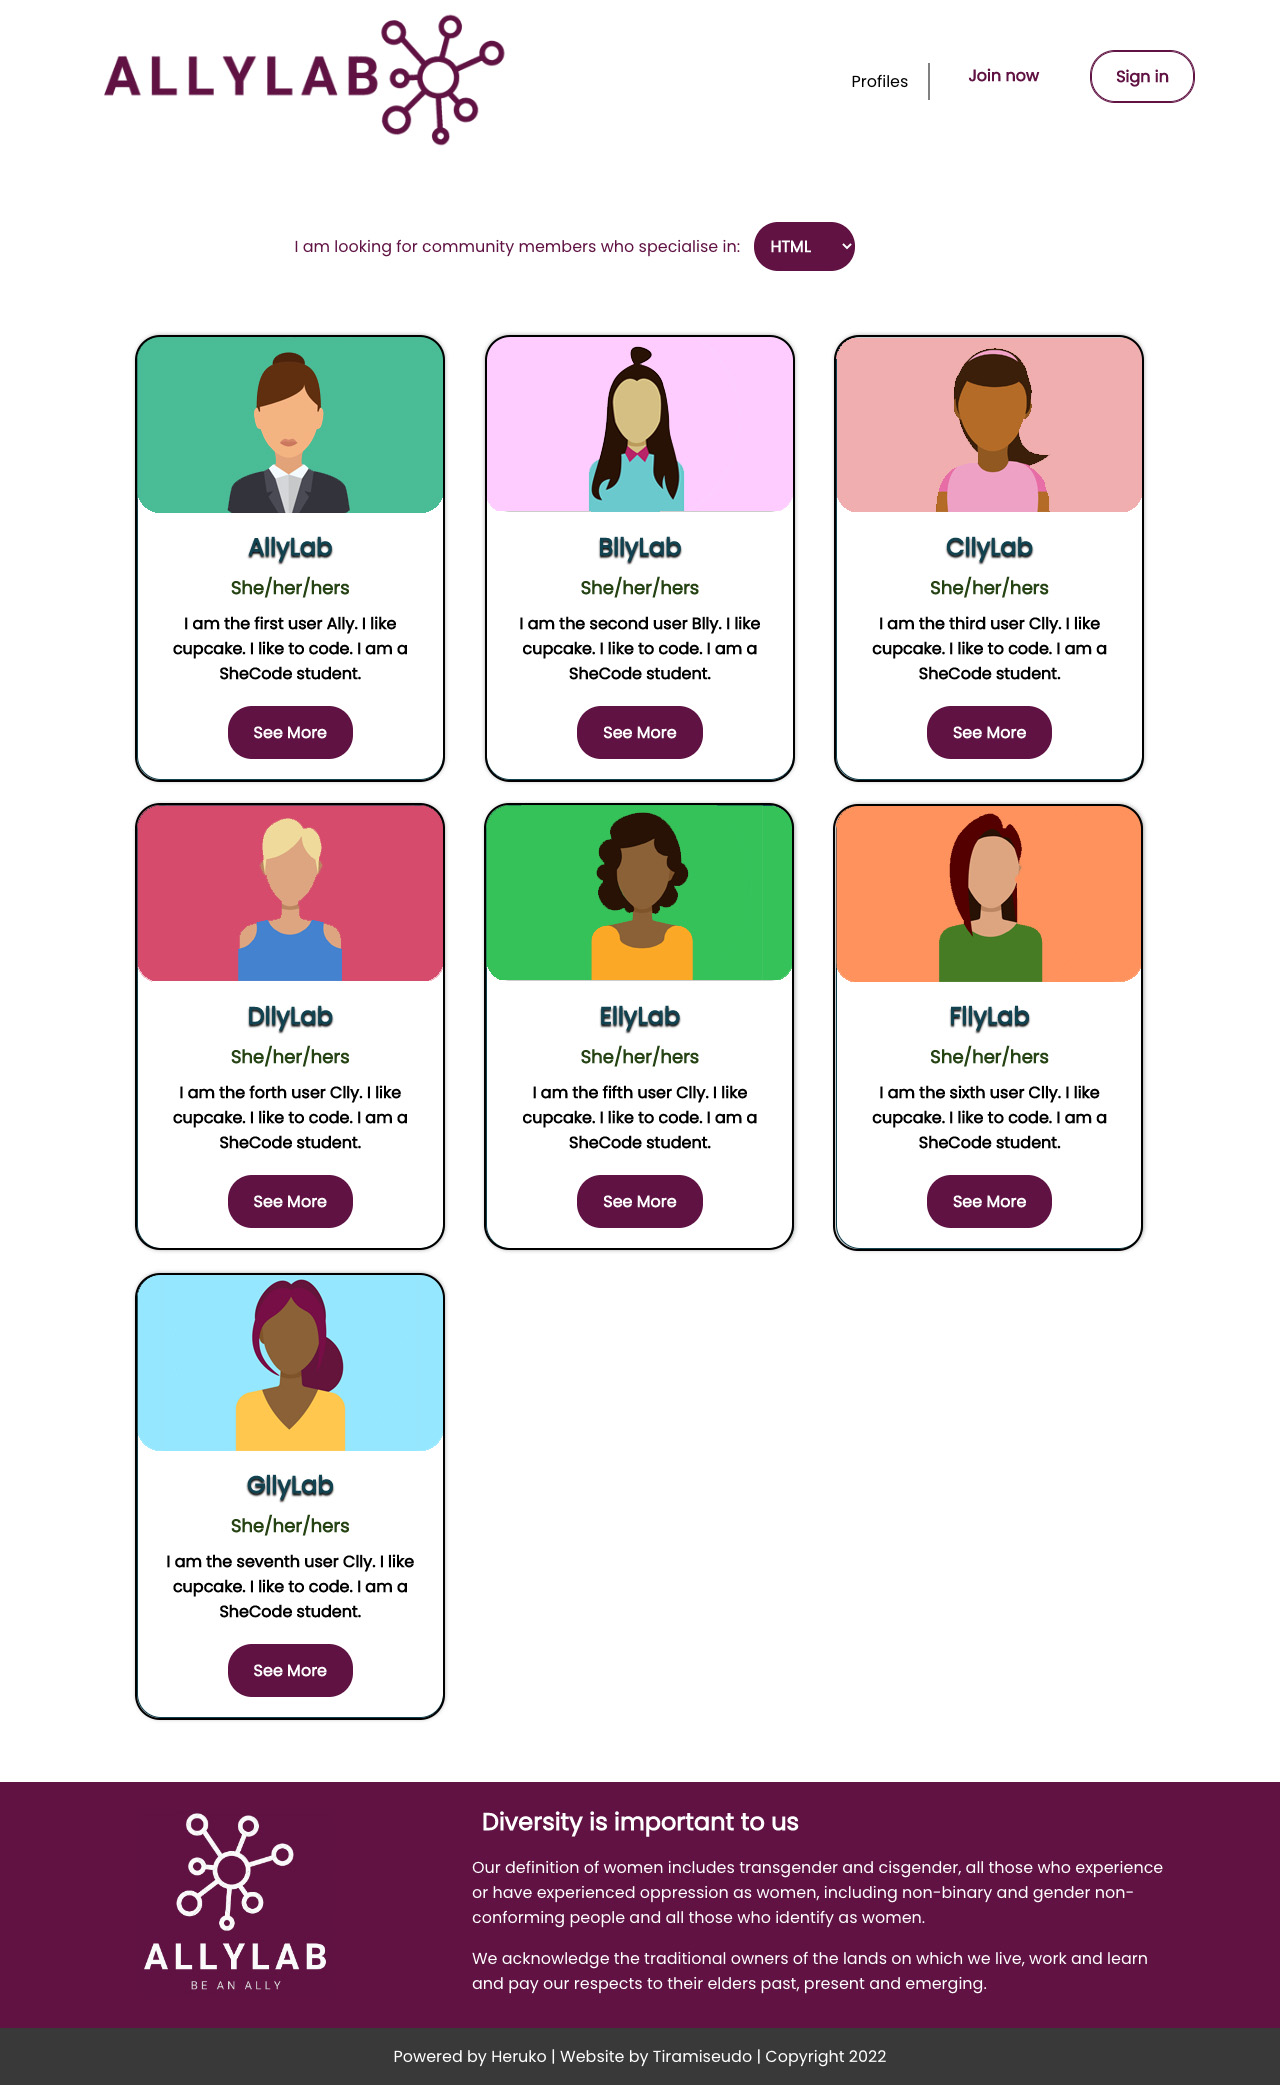 ALLYLAB
Profiles
Join now
Sign in
I am looking for community members who specialise in:
HTML
AllyLab
She/her/hers
I am the first user Ally. I like
cupcake. I like to code. I am a
SheCode student.
See More
BllyLab
She/her/hers
I am the second user Blly. I like
cupcake. I like to code. I am a
SheCode student.
See More
CllyLab
She/her/hers
I am the third user Clly. I like
cupcake. I like to code. I am a
SheCode student.
See More
DllyLab
She/her/hers
I am the forth user Clly. I like
cupcake. I like to code. I am a
SheCode student.
See More
EllyLab
She/her/hers
I am the fifth user Clly. I like
cupcake. I like to code. I am a
SheCode student.
See More
FllyLab
She/her/hers
I am the sixth user Clly. I like
cupcake. I like to code. I am a
SheCode student.
See More
GllyLab
She/her/hers
I am the seventh user Clly. I like
cupcake. I like to code. I am a
SheCode student.
See More
ALLYLAB
BE AN ALLY
Diversity is important to us
Our definition of women includes transgender and cisgender, all those who experience
or have experienced oppression as women, including non-binary and gender non-
conforming people and all those who identify as women.
We acknowledge the traditional owners of the lands on which we live, work and learn
and pay our respects to their elders past, present and emerging.
Powered by Heruko | Website by Tiramiseudo | Copyright 2022